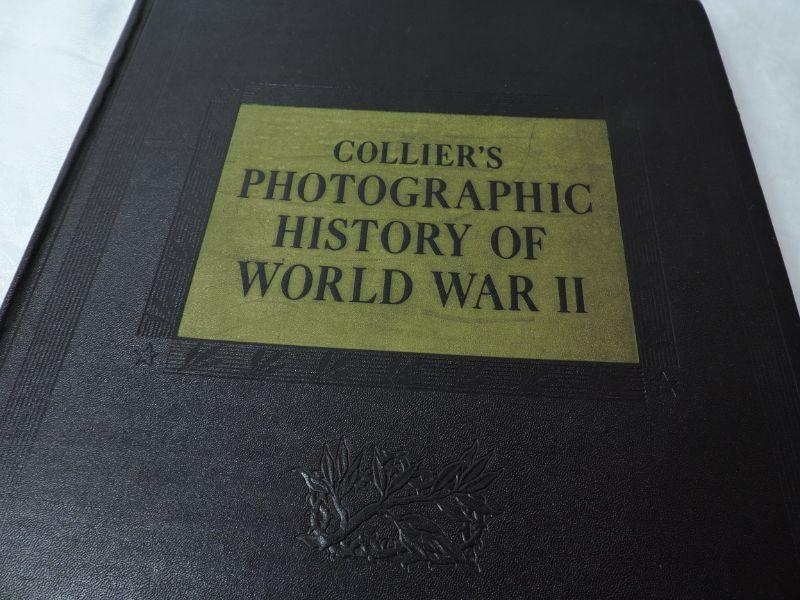 COLLIER'S
PHOTOGRAPHIC
HISTORY OF
WORLD WAR II